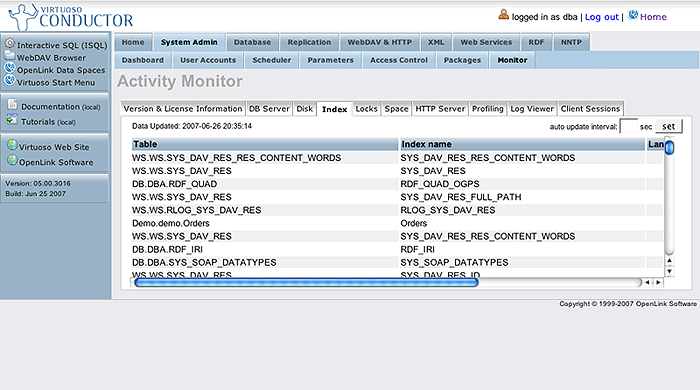 VIRTUOSO
CONDUCTOR
logged in as dba | Log out | Home
Interactive SQL (ISQL)
WebDAV Browser
OpenLink Data Spaces
Virtuoso Start Menu
Documentation (local)
Tutorials (local)
Virtuoso Web Site
OpenLink Software
Version: 05.00.3016
Build: Jun 25 2007
Home System Admin Database Replication WebDAV & HTTP XML Web Services RDF NNTP
Dashboard User Accounts Scheduler Parameters Access Control Packages Monitor
Activity Monitor
Version & License Information DB Server Disk Index Locks Space HTTP Server Profiling Log Viewer Client Sessions
Data Updated: 2007-06-26 20:35:14 auto update interval: sec set
Table Index name Lan
WS.WS.SYS_DAV_RES_RES_CONTENT_WORDS SYS_DAV_RES_RES_CONTENT_WORDS
WS.WS.SYS_DAV_RES SYS_DAV_RES
DB.DBA.RDF_QUAD RDF_QUAD_OGPS
WS.WS.SYS_DAV_RES SYS_DAV_RES_FULL_PATH
WS.WS.RLOG_SYS_DAV_RES RLOG_SYS_DAV_RES
Demo.demo.Orders Orders
WS.WS.SYS_DAV_RES SYS_DAV_RES_RES_CONTENT_WORDS
DB.DBA.RDF_IRI RDF_IRI
DB.DBA.SYS_SOAP_DATATYPES SYS_SOAP_DATATYPES
WS.WS.SYS_DAV_RES SYS_DAV_RES_ID
Copyright © 1999-2007 OpenLink Software